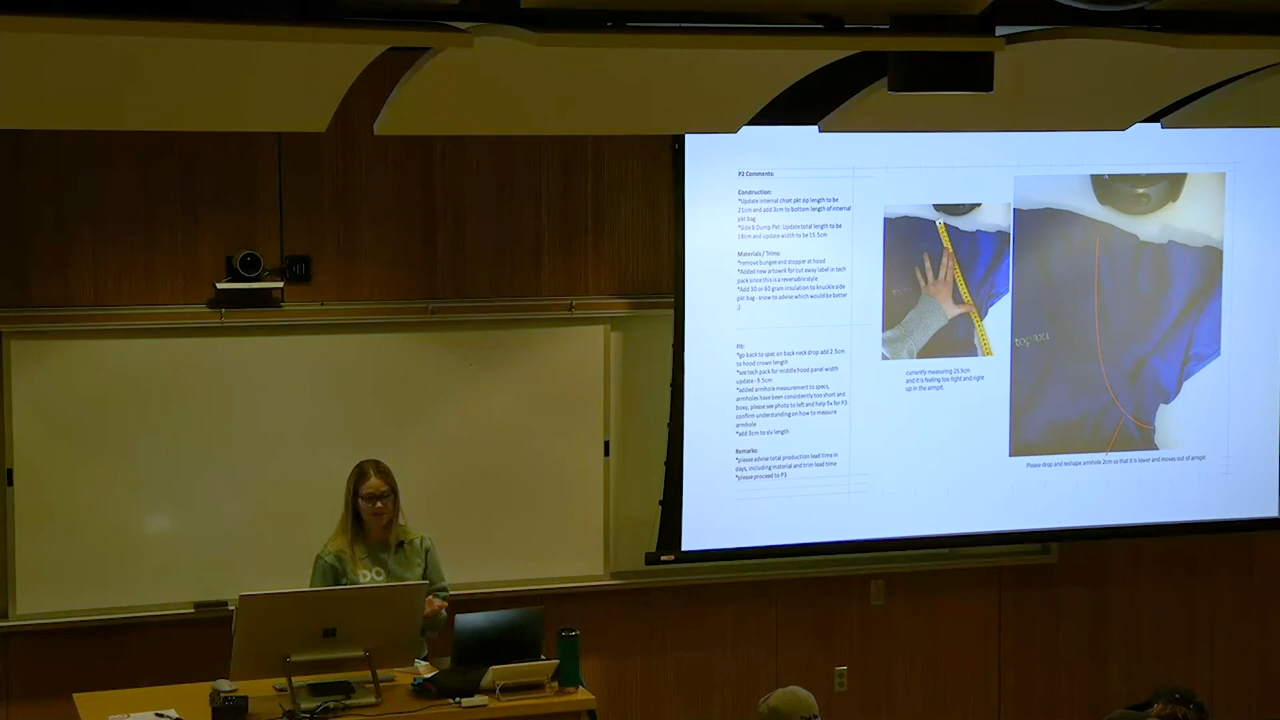 P2 Comments:
Construction:
*Update internal chset pkt zip length to be
21cm and add 3cm to bottom length of internal
pkt bag
*Side B Dump Pkt: Update total length to be
18cm and update width to be 15.5cm
Materials / Trims:
*remove bungee and stopper at hood
*Added new artowrk for cut away label in tech
pack since this is a reversable style
*Add 30 or 60 gram insulation to knuckle side
pkt bag - snow to advise which would be better
;)
Fit:
*go back to spec on back neck drop add 2.5cm
to hood crown length
*see tech pack for middle hood panel width
update -
*added armhole measurement to specs,
armholes have been consistently too short and
boxy, please see photo to left and help fix for P3.
confirm understanding on how to measure
armhole
*add 3cm to slv length
Remarks:
*please advise total production lead time in
days, including material and trim lead time
*please proceed to P3
currently measuring 25.5cm
and it is feeling too tight and right
up in the armpit.
topaxi
Please drop and reshape armhole 2cm so that it is lower and moves out of armpit
DO